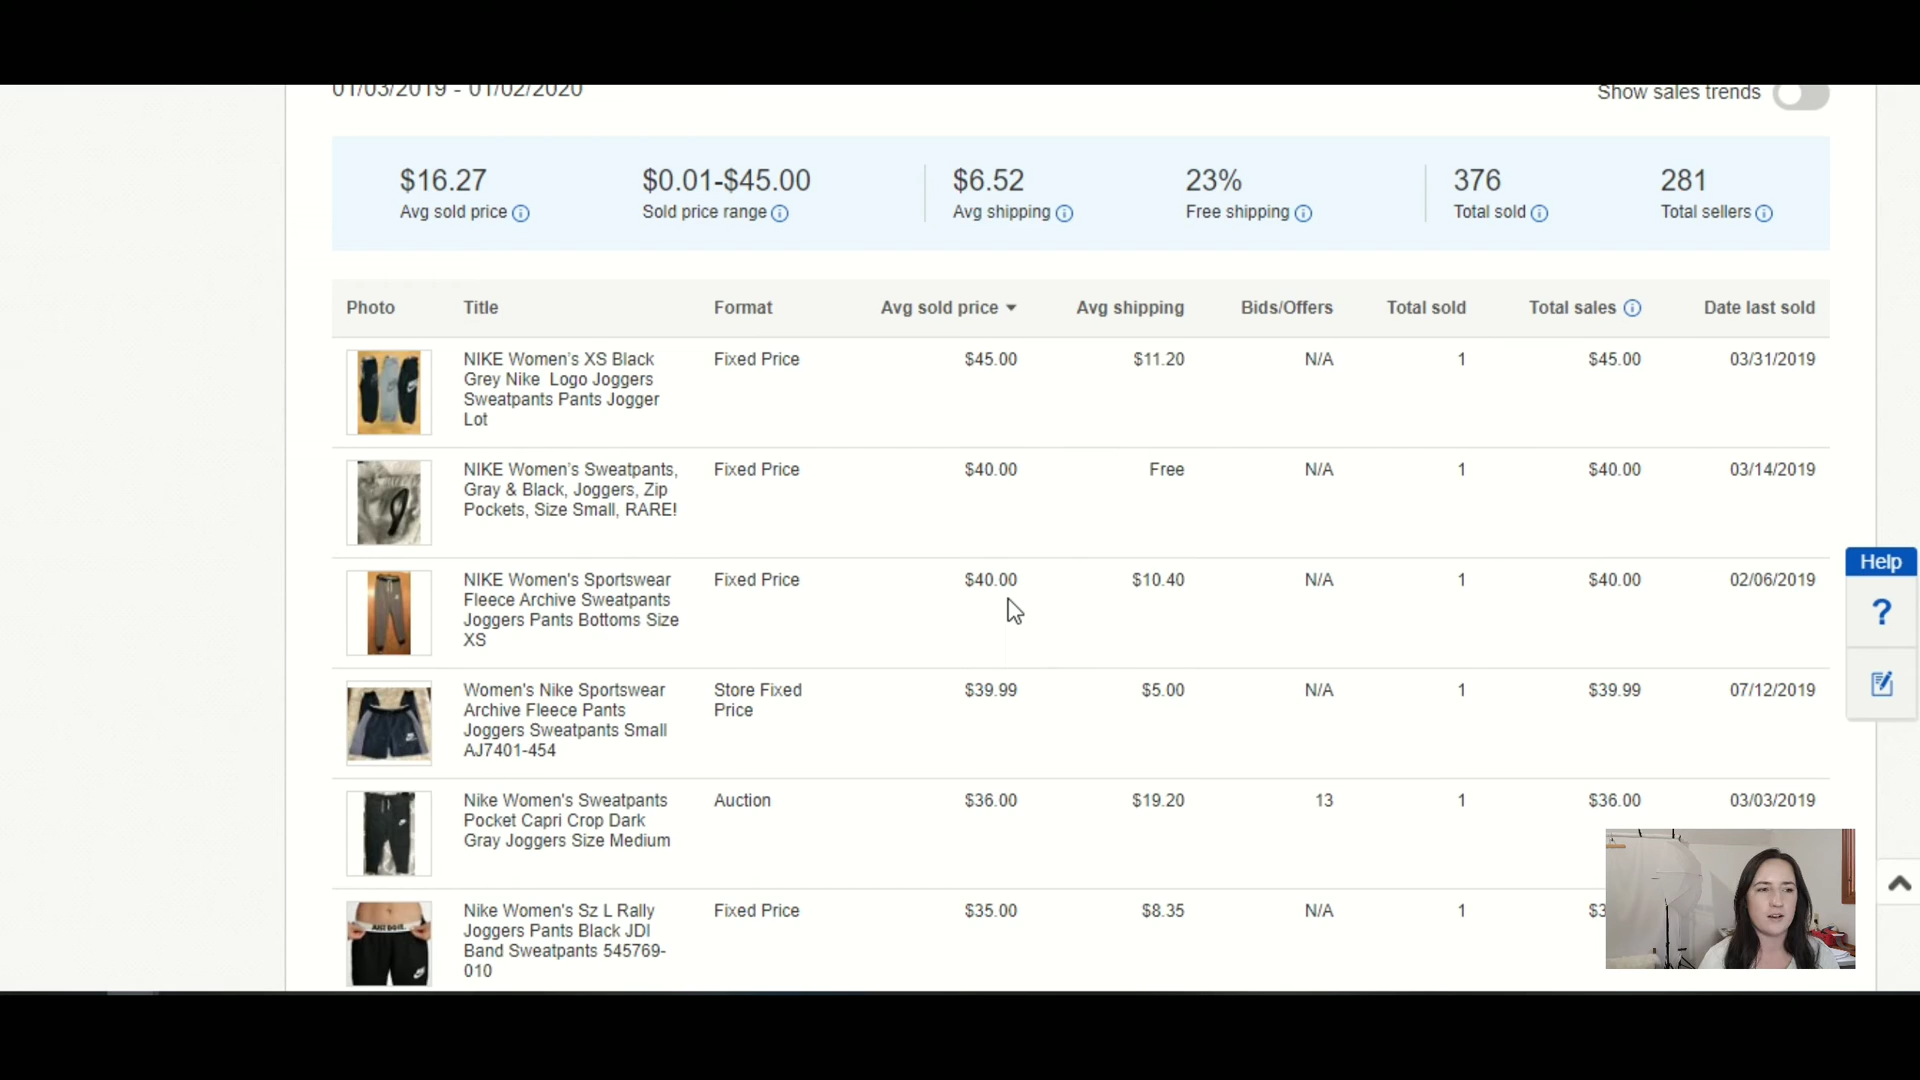 01/03/2019 - 01/02/2020
Show sales trends
$16.27
Avg sold price
$0.01-$45.00
Sold price range
$6.52
Avg shipping
23%
Free shipping
376
Total sold
281
Total sellers
Photo Title Format Avg sold price Avg shipping Bids/Offers Total sold Total sales Date last sold
NIKE Women’s XS Black Fixed Price $45.00 $11.20 N/A 1 $45.00 03/31/2019
Grey Nike Logo Joggers
Sweatpants Pants Jogger
Lot
NIKE Women’s Sweatpants, Fixed Price $40.00 Free N/A 1 $40.00 03/14/2019
Gray & Black, Joggers, Zip
Pockets, Size Small, RARE!
NIKE Women's Sportswear Fixed Price $40.00 $10.40 N/A 1 $40.00 02/06/2019
Fleece Archive Sweatpants
Joggers Pants Bottoms Size
XS
Help
?
Women's Nike Sportswear Store Fixed $39.99 $5.00 N/A 1 $39.99 07/12/2019
Archive Fleece Pants Price
Joggers Sweatpants Small
AJ7401-454
Nike Women's Sweatpants Auction $36.00 $19.20 13 1 $36.00 03/03/2019
Pocket Capri Crop Dark
Gray Joggers Size Medium
Nike Women's Sz L Rally Fixed Price $35.00 $8.35 N/A 1 $3
Joggers Pants Black JDI
Band Sweatpants 545769-
010
JUST DO IT.